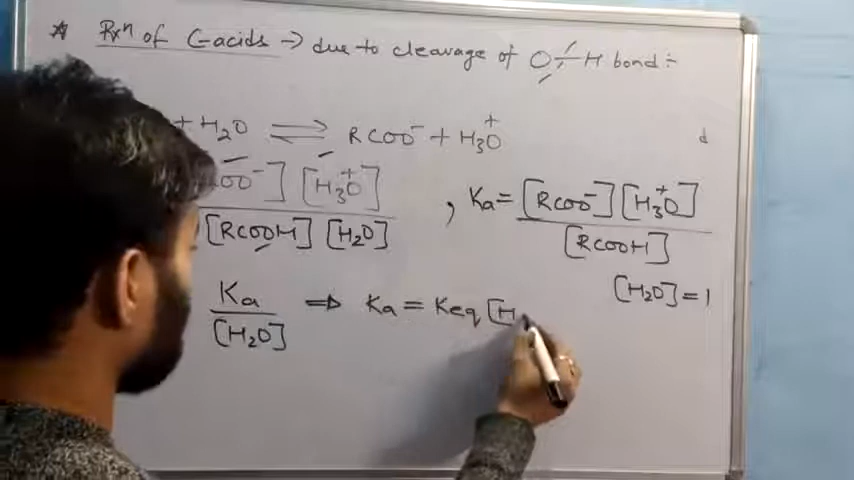 * Rxⁿ of C-acids → due to cleavage of O-H bond :-
+ H₂O ⇌ RCOO⁻ + H₃O⁺
COO⁻] [H₃O⁺] , Ka = [RCOO⁻] [H₃O⁺]
[RCOOH] [H₂O] [RCOOH]
[H₂O] = 1
Ka ⇒ Ka = Keq [H
[H₂O]